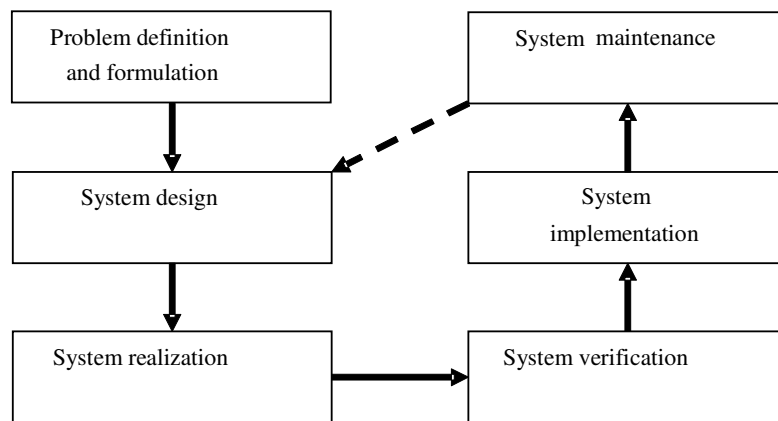 Problem definition
and formulation
System maintenance
System design
System
implementation
System realization
System verification